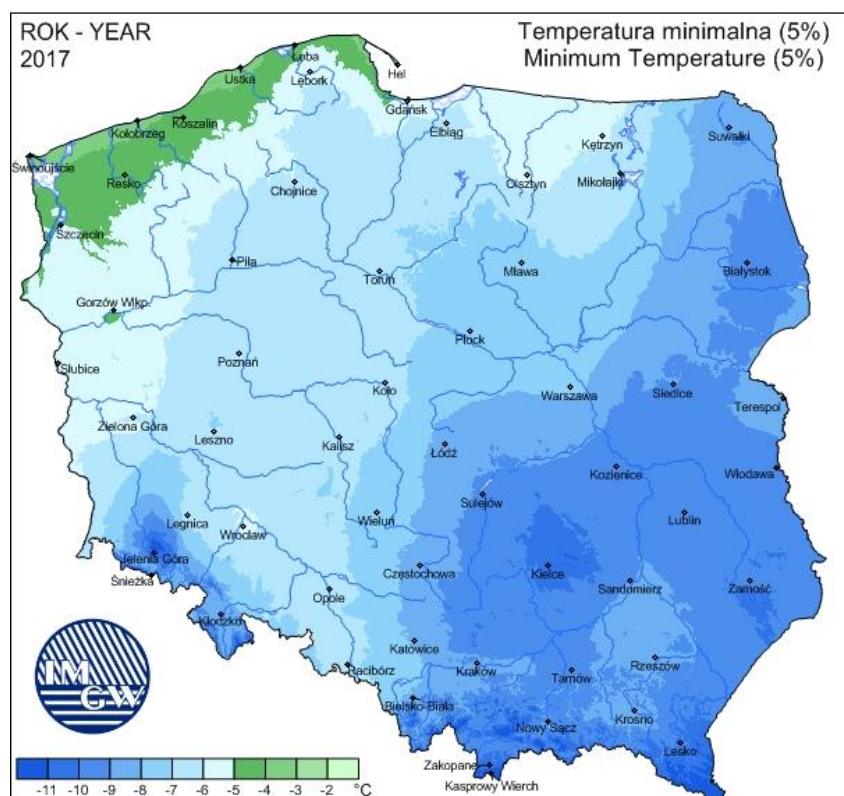 ROK - YEAR
2017
Temperatura minimalna (5%)
Minimum Temperature (5%)
Łeba
Ustka
Lębork
Hel
Gdańsk
Koszalin
Kołobrzeg
Elbląg
Suwałki
Kętrzyn
Świnoujście
Resko
Chojnice
Olsztyn
Mikołajki
Szczecin
Piła
Toruń
Mława
Białystok
Gorzów Wlkp.
Płock
Słubice
Poznań
Koło
Warszawa
Siedlce
Terespol
Zielona Góra
Leszno
Kalisz
Łódź
Kozienice
Włodawa
Sulejów
Legnica
Wrocław
Wieluń
Lublin
Jelenia Góra
Śnieżka
Częstochowa
Kielce
Sandomierz
Zamość
Opole
Kłodzko
Katowice
Racibórz
Kraków
Tarnów
Rzeszów
Bielsko-Biała
Nowy Sącz
Krosno
Lesko
Zakopane
Kasprowy Wierch
IM
GW
-11 -10 -9 -8 -7 -6 -5 -4 -3 -2 °C